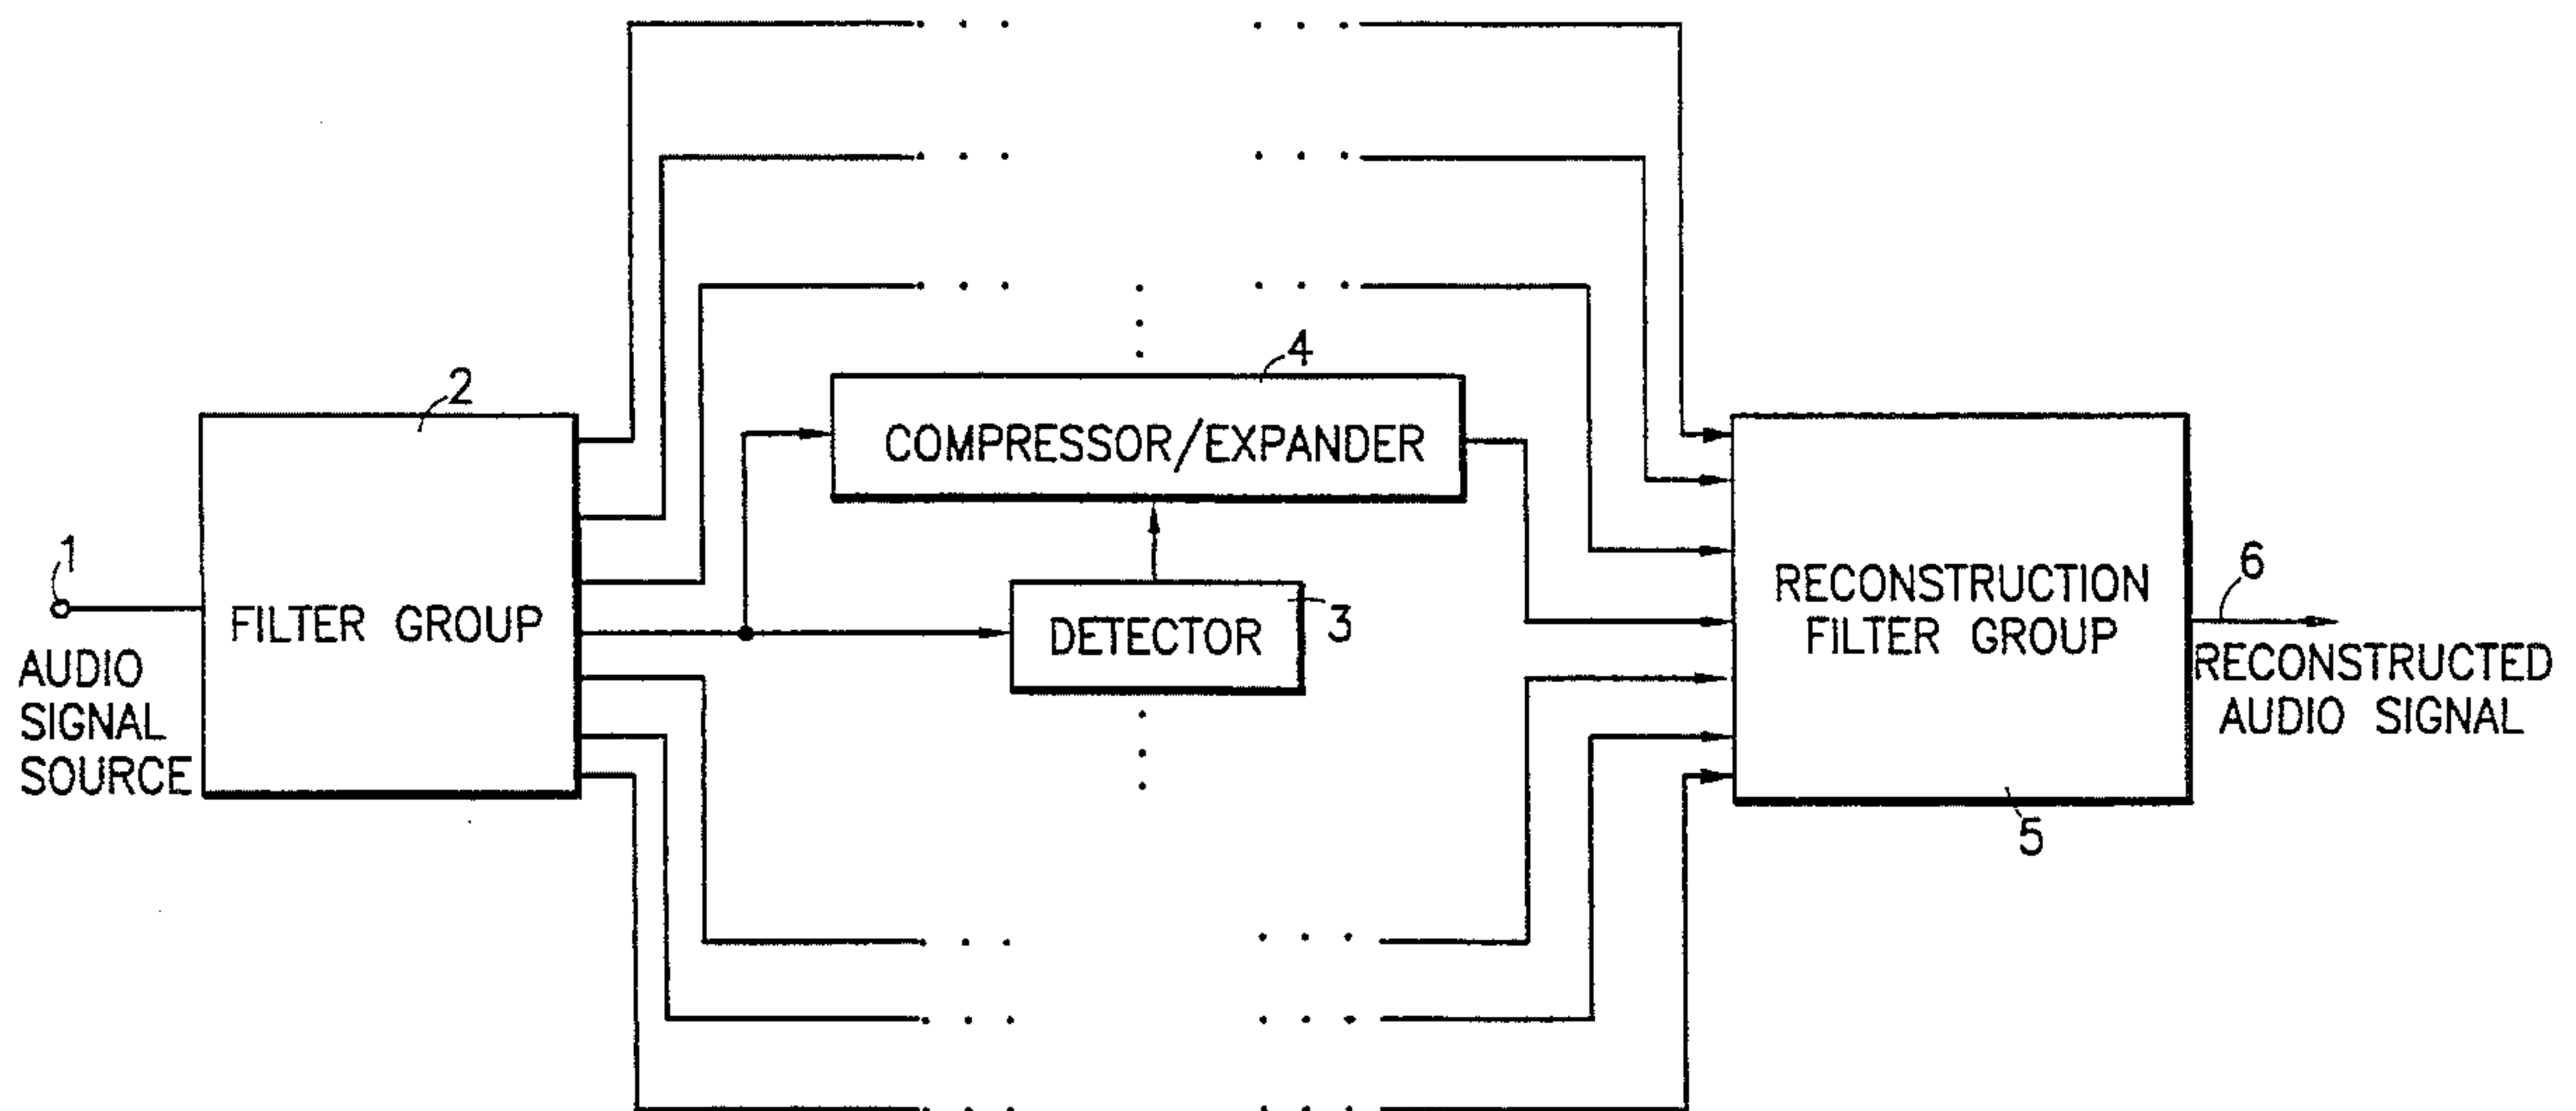 1
AUDIO
SIGNAL
SOURCE
2
FILTER GROUP
4
COMPRESSOR/EXPANDER
DETECTOR
3
RECONSTRUCTION
FILTER GROUP
5
6
RECONSTRUCTED
AUDIO SIGNAL